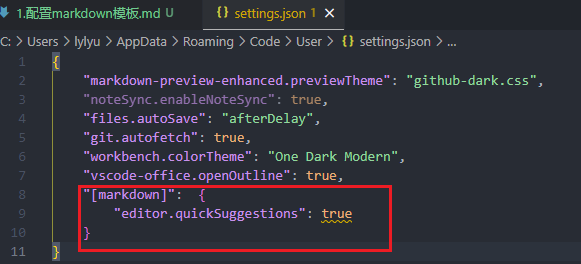 1.配置markdown模板.md U settings.json 1
C: > Users > lylyu > AppData > Roaming > Code > User > {} settings.json > ...
1 {
2 "markdown-preview-enhanced.previewTheme": "github-dark.css",
3 "noteSync.enableNoteSync": true,
4 "files.autoSave": "afterDelay",
5 "git.autofetch": true,
6 "workbench.colorTheme": "One Dark Modern",
7 "vscode-office.openOutline": true,
8 "[markdown]": {
9 "editor.quickSuggestions": true
10 }
11 }